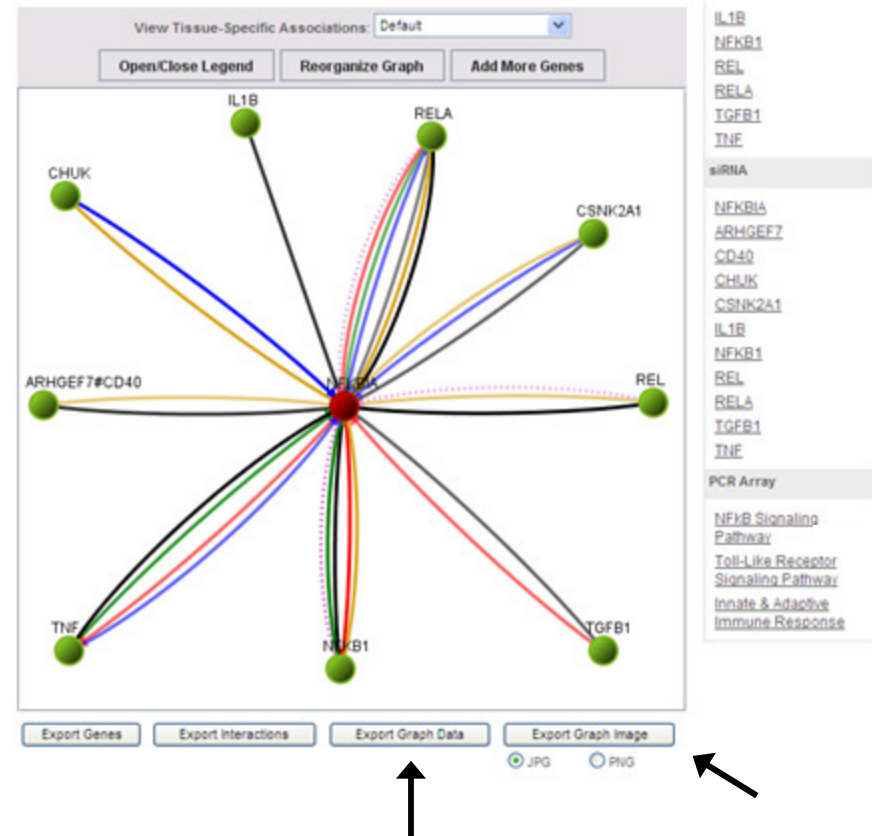 View Tissue-Specific Associations: Default
Open/Close Legend
Reorganize Graph
Add More Genes
IL1B
RELA
CHUK
CSNK2A1
NFKBIA
ARHGEF7#CD40
REL
TNF
NFKB1
TGFB1
Export Genes
Export Interactions
Export Graph Data
Export Graph Image
JPG
PNG
IL1B
NFKB1
REL
RELA
TGFB1
TNF
siRNA
NFKBIA
ARHGEF7
CD40
CHUK
CSNK2A1
IL1B
NFKB1
REL
RELA
TGFB1
TNF
PCR Array
NFkB Signaling
Pathway
Toll-Like Receptor
Signaling Pathway
Innate & Adaptive
Immune Response